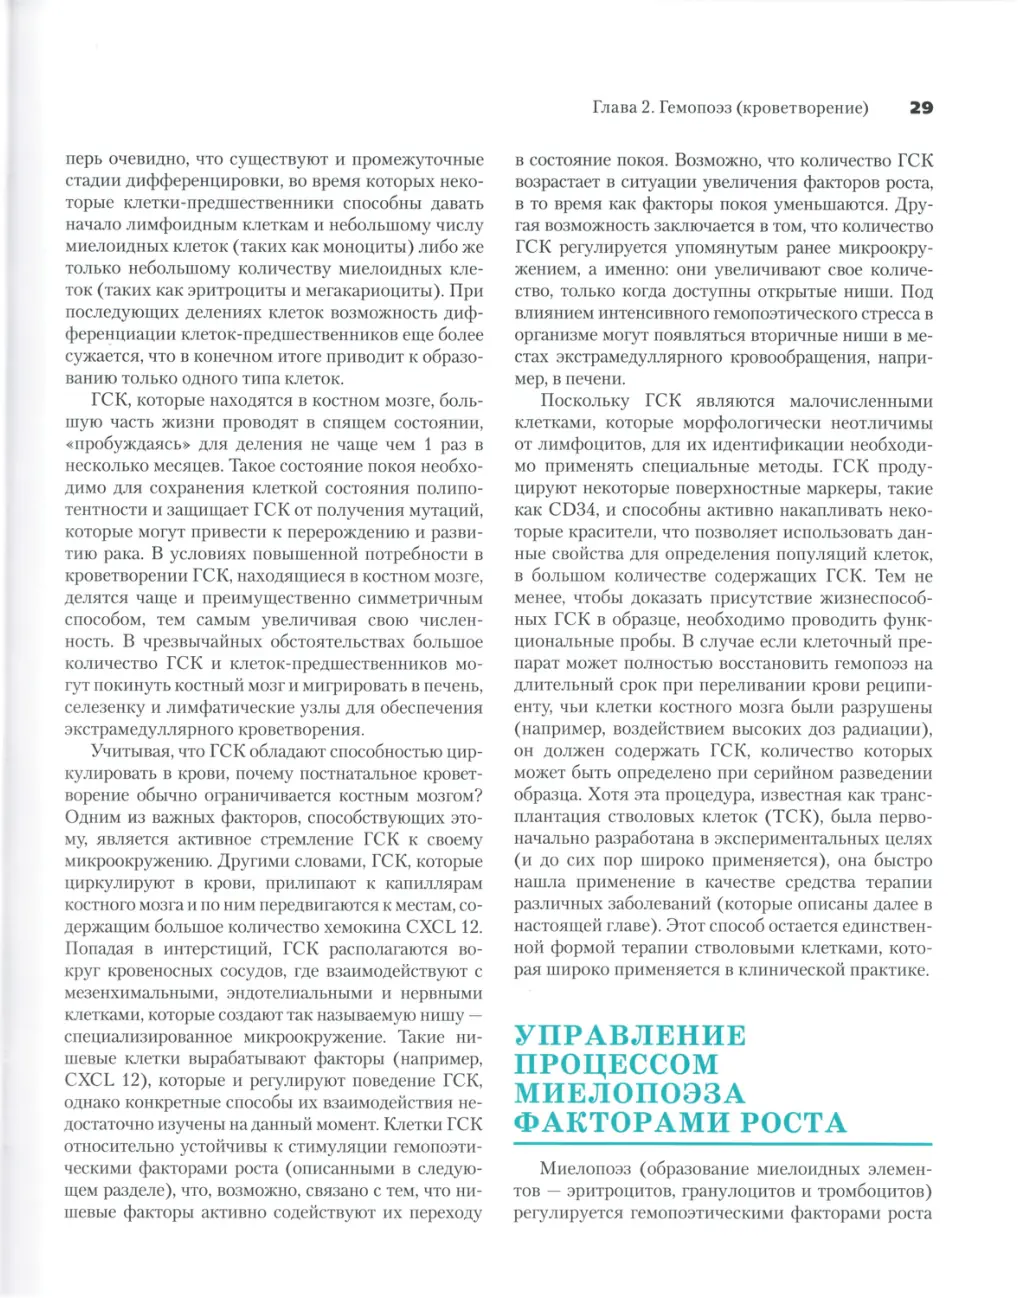 Глава 2. Гемопоэз (кроветворение) 29
перь очевидно, что существуют и промежуточные
стадии дифференцировки, во время которых неко-
торые клетки-предшественники способны давать
начало лимфоидным клеткам и небольшому числу
миелоидных клеток (таких как моноциты) либо же
только небольшому количеству миелоидных кле-
ток (таких как эритроциты и мегакариоциты). При
последующих делениях клеток возможность диф-
ференциации клеток-предшественников еще более
сужается, что в конечном итоге приводит к образо-
ванию только одного типа клеток.
ГСК, которые находятся в костном мозге, боль-
шую часть жизни проводят в спящем состоянии,
«пробуждаясь» для деления не чаще чем 1 раз в
несколько месяцев. Такое состояние покоя необхо-
димо для сохранения клеткой состояния полипо-
тентности и защищает ГСК от получения мутаций,
которые могут привести к перерождению и разви-
тию рака. В условиях повышенной потребности в
кроветворении ГСК, находящиеся в костном мозге,
делятся чаще и преимущественно симметричным
способом, тем самым увеличивая свою числен-
ность. В чрезвычайных обстоятельствах большое
количество ГСК и клеток-предшественников мо-
гут покинуть костный мозг и мигрировать в печень,
селезенку и лимфатические узлы для обеспечения
экстрамедуллярного кроветворения.
Учитывая, что ГСК обладают способностью цир-
кулировать в крови, почему постнатальное кровет-
ворение обычно ограничивается костным мозгом?
Одним из важных факторов, способствующих это-
му, является активное стремление ГСК к своему
микроокружению. Другими словами, ГСК, которые
циркулируют в крови, прилипают к капиллярам
костного мозга и по ним передвигаются к местам, со-
держащим большое количество хемокина CXCL 12.
Попадая в интерстиций, ГСК располагаются во-
круг кровеносных сосудов, где взаимодействуют с
мезенхимальными, эндотелиальными и нервными
клетками, которые создают так называемую нишу —
специализированное микроокружение. Такие ни-
шевые клетки вырабатывают факторы (например,
CXCL 12), которые и регулируют поведение ГСК,
однако конкретные способы их взаимодействия не-
достаточно изучены на данный момент. Клетки ГСК
относительно устойчивы к стимуляции гемопоэти-
ческими факторами роста (описанными в следую-
щем разделе), что, возможно, связано с тем, что ни-
шевые факторы активно содействуют их переходу
в состояние покоя. Возможно, что количество ГСК
возрастает в ситуации увеличения факторов роста,
в то время как факторы покоя уменьшаются. Дру-
гая возможность заключается в том, что количество
ГСК регулируется упомянутым ранее микроокру-
жением, а именно: они увеличивают свое количе-
ство, только когда доступны открытые ниши. Под
влиянием интенсивного гемопоэтического стресса в
организме могут появляться вторичные ниши в ме-
стах экстрамедуллярного кровообращения, напри-
мер, в печени.
Поскольку ГСК являются малочисленными
клетками, которые морфологически неотличимы
от лимфоцитов, для их идентификации необходи-
мо применять специальные методы. ГСК проду-
цируют некоторые поверхностные маркеры, такие
как CD34, и способны активно накапливать неко-
торые красители, что позволяет использовать дан-
ные свойства для определения популяций клеток,
в большом количестве содержащих ГСК. Тем не
менее, чтобы доказать присутствие жизнеспособ-
ных ГСК в образце, необходимо проводить функ-
циональные пробы. В случае если клеточный пре-
парат может полностью восстановить гемопоэз на
длительный срок при переливании крови реципи-
енту, чьи клетки костного мозга были разрушены
(например, воздействием высоких доз радиации),
он должен содержать ГСК, количество которых
может быть определено при серийном разведении
образца. Хотя эта процедура, известная как транс-
плантация стволовых клеток (ТСК), была перво-
начально разработана в экспериментальных целях
(и до сих пор широко применяется), она быстро
нашла применение в качестве средства терапии
различных заболеваний (которые описаны далее в
настоящей главе). Этот способ остается единствен-
ной формой терапии стволовыми клетками, кото-
рая широко применяется в клинической практике.
УПРАВЛЕНИЕ
ПРОЦЕССОМ
МИЕЛОПОЭЗА
ФАКТОРАМИ РОСТА
Миелопоэз (образование миелоидных элемен-
тов — эритроцитов, гранулоцитов и тромбоцитов)
регулируется гемопоэтическими факторами роста